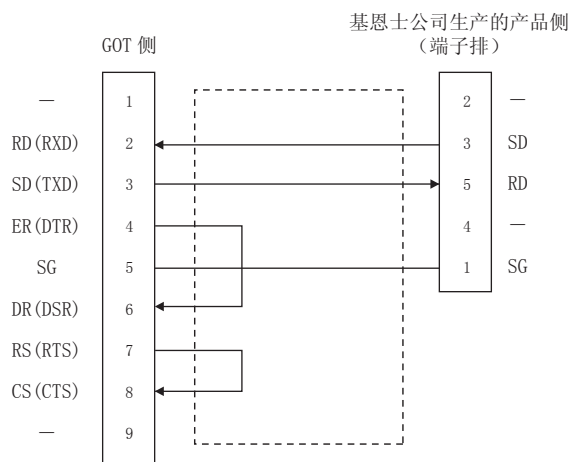 基恩士公司生产的产品侧
GOT 侧 （端子排）
— 1 2 —
RD(RXD) 2 3 SD
SD(TXD) 3 5 RD
ER(DTR) 4 4 —
SG 5 1 SG
DR(DSR) 6
RS(RTS) 7
CS(CTS) 8
— 9